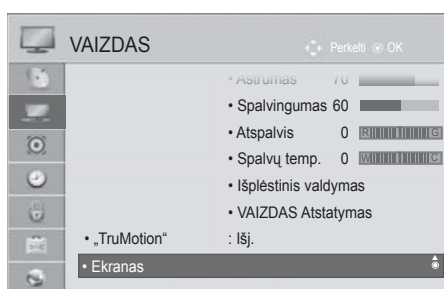 VAIZDAS
Perkelti OK
• Aštrumas 70
• Spalvingumas 60
• Atspalvis 0 R G
• Spalvų temp. 0 W C
• Išplėstinis valdymas
• VAIZDAS Atstatymas
• „TruMotion“ : Išj.
• Ekranas